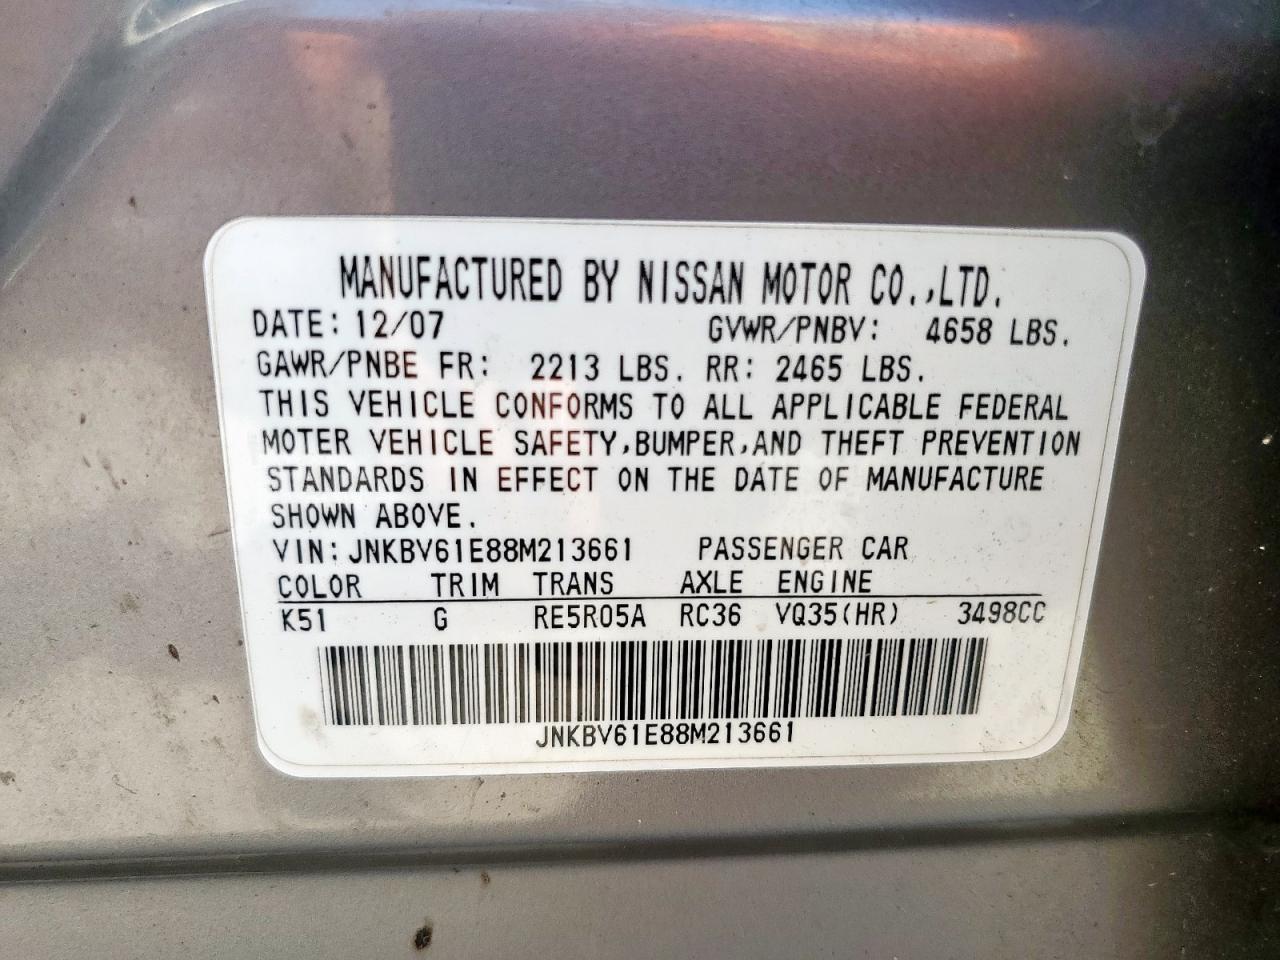 MANUFACTURED BY NISSAN MOTOR CO.,LTD.
DATE: 12/07 GVWR/PNBV: 4658 LBS.
GAWR/PNBE FR: 2213 LBS. RR: 2465 LBS.
THIS VEHICLE CONFORMS TO ALL APPLICABLE FEDERAL
MOTER VEHICLE SAFETY,BUMPER,AND THEFT PREVENTION
STANDARDS IN EFFECT ON THE DATE OF MANUFACTURE
SHOWN ABOVE.
VIN: JNKBV61E88M213661 PASSENGER CAR
COLOR TRIM TRANS AXLE ENGINE
K51 G RE5R05A RC36 VQ35(HR) 3498CC
JNKBV61E88M213661